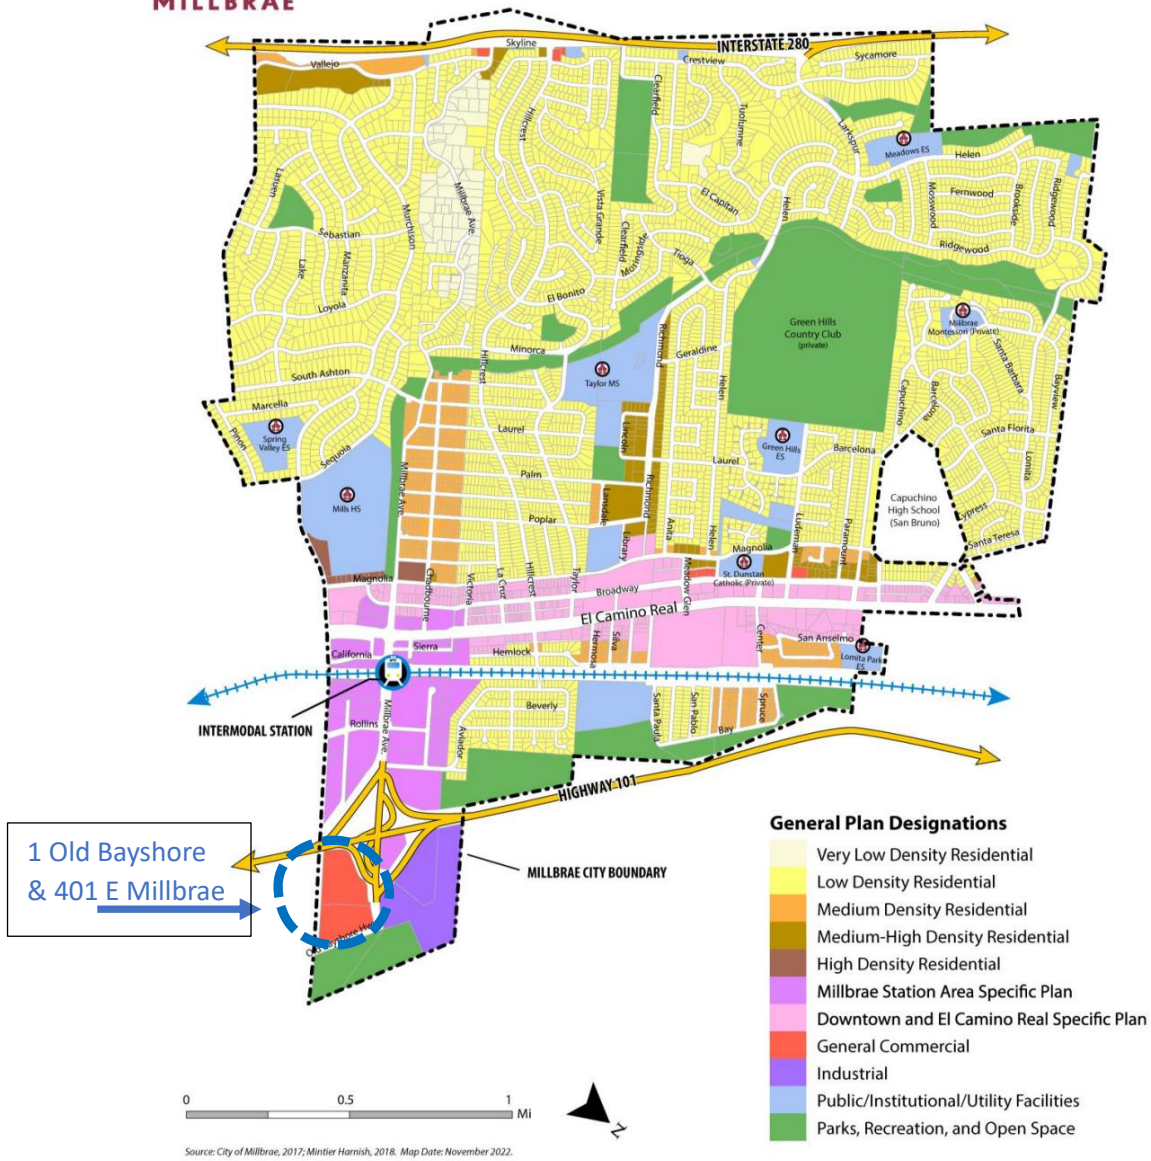 MILLBRAE
INTERSTATE 280
Skyline
Vallejo
Crestview
Sycamore
Clearfield
Tuolumne
Hillcrest
Larkspur
Meadows ES
Helen
Lasuen
Murchison
Millbrae Ave.
Vista Grande
El Capitan
Helen
Mosswood
Fernwood
Brookside
Ridgewood
Sebastian
Clearfield
Morningside
Tioga
Ridgewood
Lake
Manzanita
Loyola
El Bonito
Green Hills
Country Club
(private)
Millbrae
Montessori (Private)
Minorca
Richmond
Geraldine
Santa Barbara
South Ashton
Hillcrest
Taylor MS
Helen
Capuchino
Barcelona
Bayview
Marcella
Pinon
Spring
Valley ES
Sequoia
Laurel
Lincoln
Laurel
Green Hills
ES
Barcelona
Santa Florita
Lomita
Millbrae Ave.
Palm
Richmond
Mills HS
Lansdale
Capuchino
High School
(San Bruno)
Cypress
Poplar
Library
Anita
Helen
Ludeman
Paramount
Santa Teresa
Magnolia
Magnolia
Chadbourne
Victoria
La Cruz
Hillcrest
Taylor
Meadow Glen
St. Dunstan
Catholic (Private)
Broadway
El Camino Real
California
Sierra
Hemlock
Hermosa
Silva
Center
San Anselmo
Lomita Park
ES
INTERMODAL STATION
Rollins
Millbrae Ave.
Aviador
Beverly
Santa Paula
San Pablo
Spruce
Bay
HIGHWAY 101
1 Old Bayshore
& 401 E Millbrae
MILLBRAE CITY BOUNDARY
Old Bayshore Hwy
General Plan Designations
Very Low Density Residential
Low Density Residential
Medium Density Residential
Medium-High Density Residential
High Density Residential
Millbrae Station Area Specific Plan
Downtown and El Camino Real Specific Plan
General Commercial
Industrial
Public/Institutional/Utility Facilities
Parks, Recreation, and Open Space
0 0.5 1
Mi
N
Source: City of Millbrae, 2017; Mintier Harnish, 2018. Map Date: November 2022.